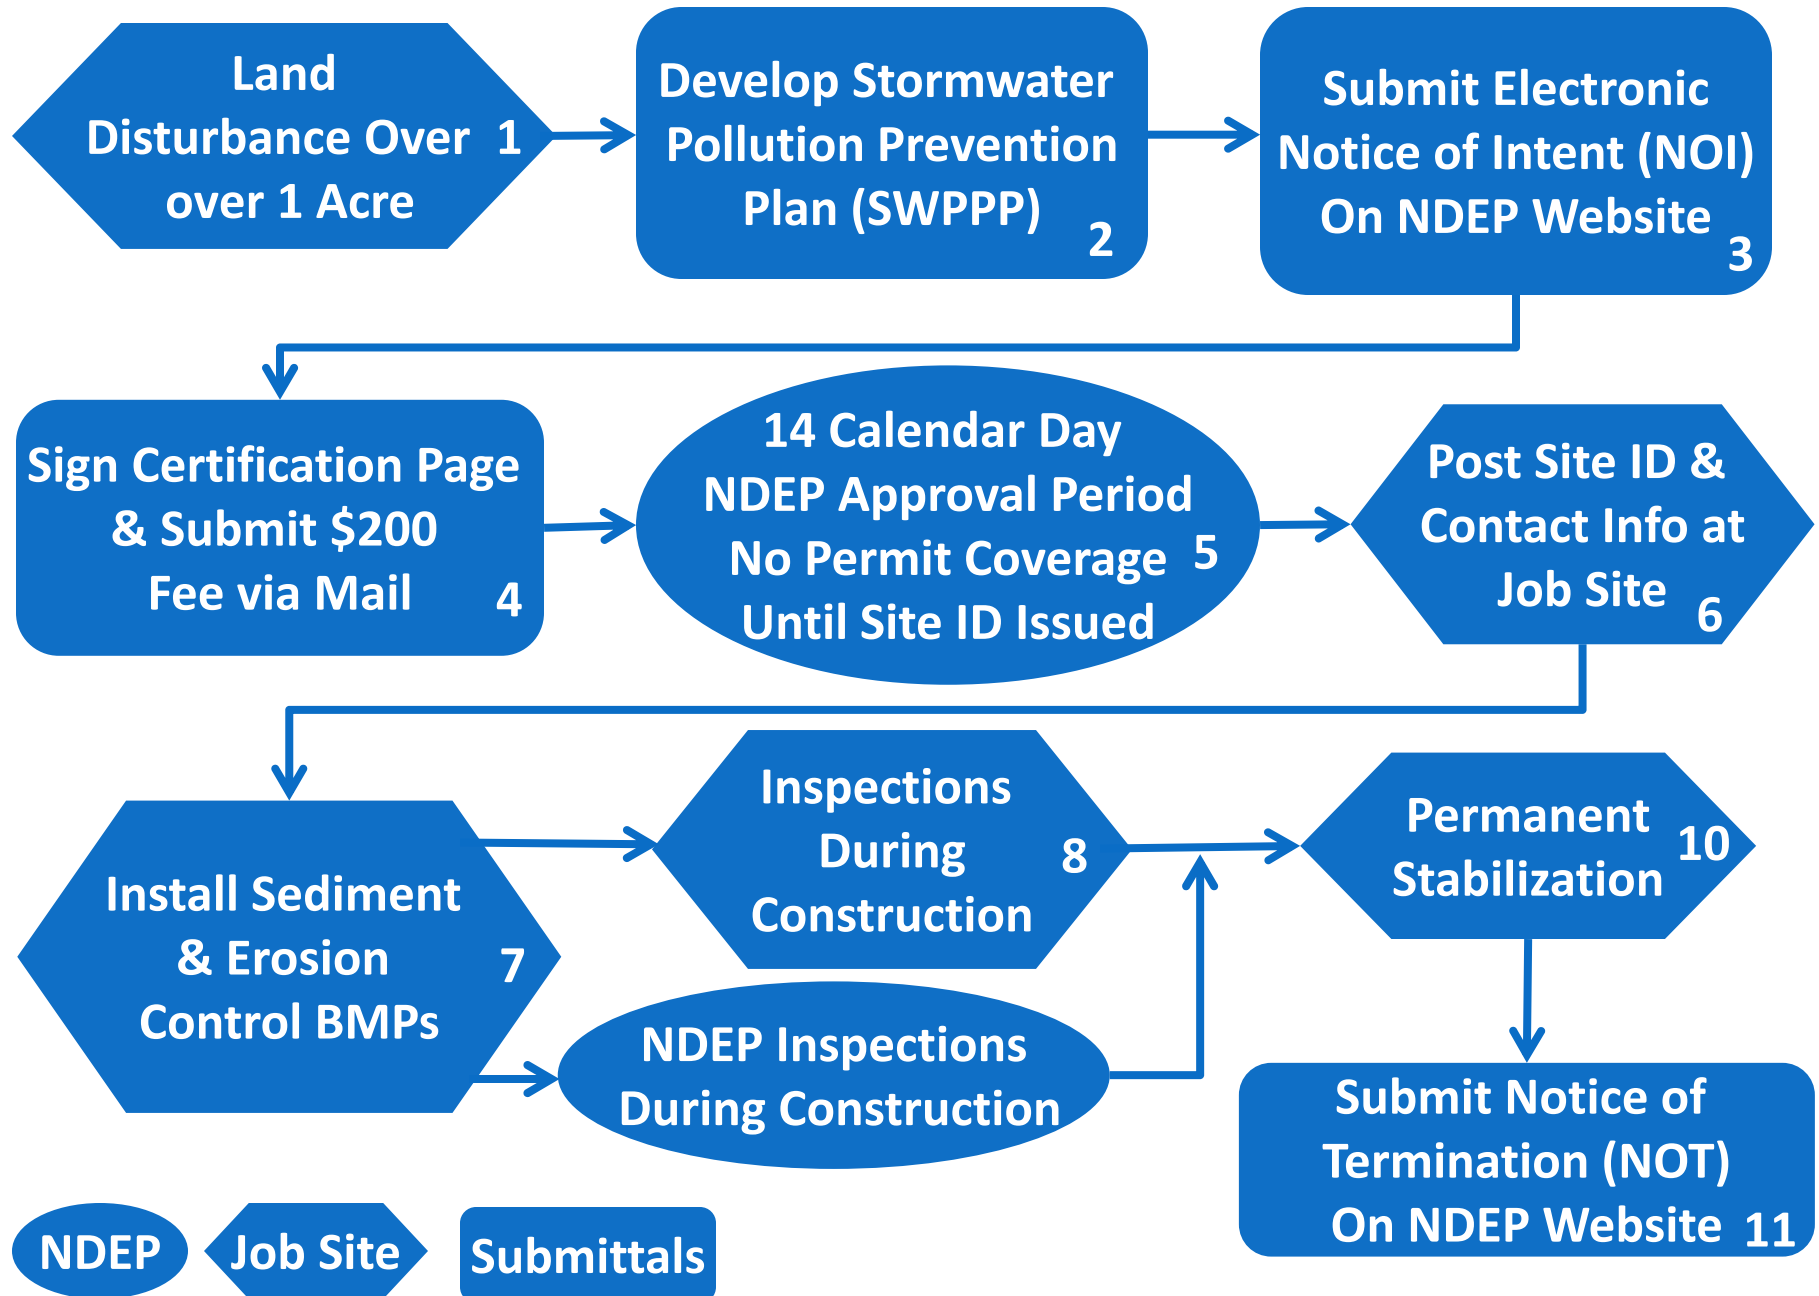 Land
Disturbance Over 1
over 1 Acre
Develop Stormwater
Pollution Prevention
Plan (SWPPP)
2
Submit Electronic
Notice of Intent (NOI)
On NDEP Website
3
Sign Certification Page
& Submit $200
Fee via Mail 4
14 Calendar Day
NDEP Approval Period
No Permit Coverage 5
Until Site ID Issued
Post Site ID &
Contact Info at
Job Site 6
Install Sediment
& Erosion 7
Control BMPs
Inspections
During 8
Construction
NDEP Inspections
During Construction
Permanent 10
Stabilization
Submit Notice of
Termination (NOT)
On NDEP Website 11
NDEP
Job Site
Submittals